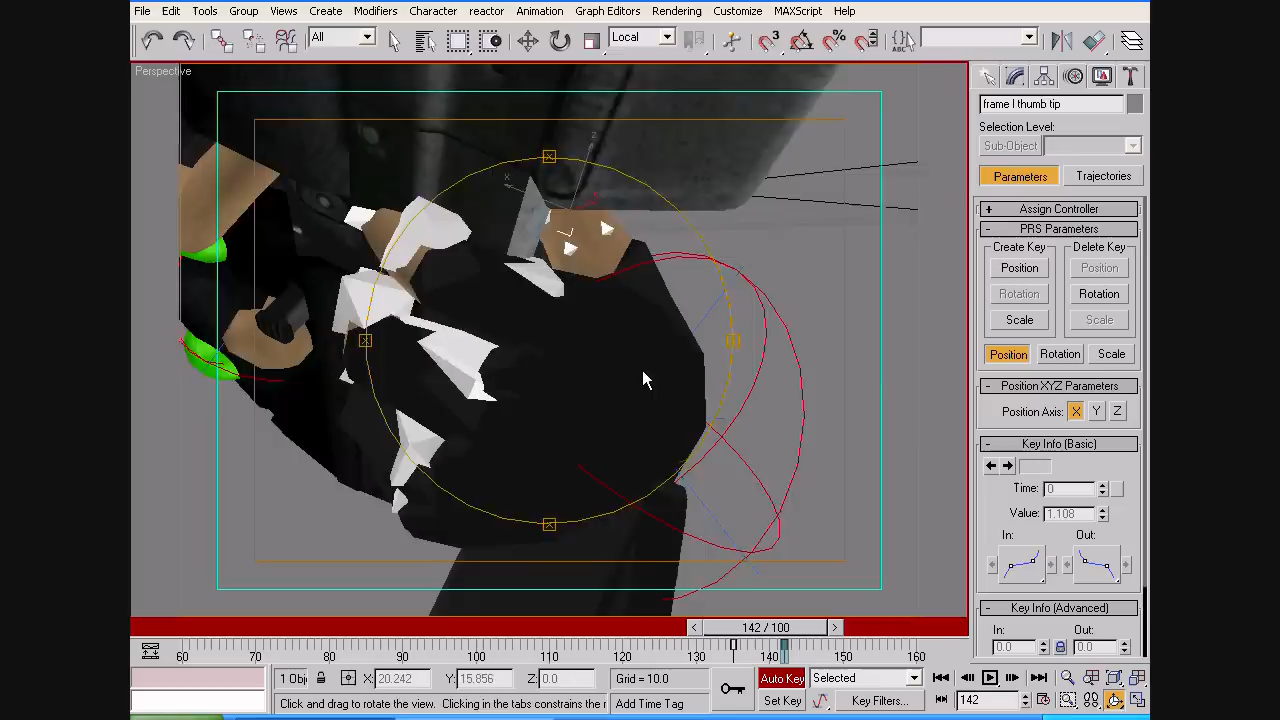 File Edit Tools Group Views Create Modifiers Character reactor Animation Graph Editors Rendering Customize MAXScript Help
All Local
3 % ABC
Perspective
x z
frame l thumb tip
Selection Level:
Sub-Object
Parameters Trajectories
+ Assign Controller
- PRS Parameters
Create Key Delete Key
Position Position
Rotation Rotation
Scale Scale
Position Rotation Scale
- Position XYZ Parameters
Position Axis: X Y Z
- Key Info (Basic)
Time: 0
Value: 1.108
In: Out:
- Key Info (Advanced)
In: Out:
0.0 0.0
< 142 / 100 >
60 70 80 90 100 110 120 130 140 150 160
1 Obj X: 20.242 Y: 15.856 Z: 0.0 Grid = 10.0 Auto Key Selected
Click and drag to rotate the view. Clicking in the tabs constrains the r Add Time Tag Set Key Key Filters... 142